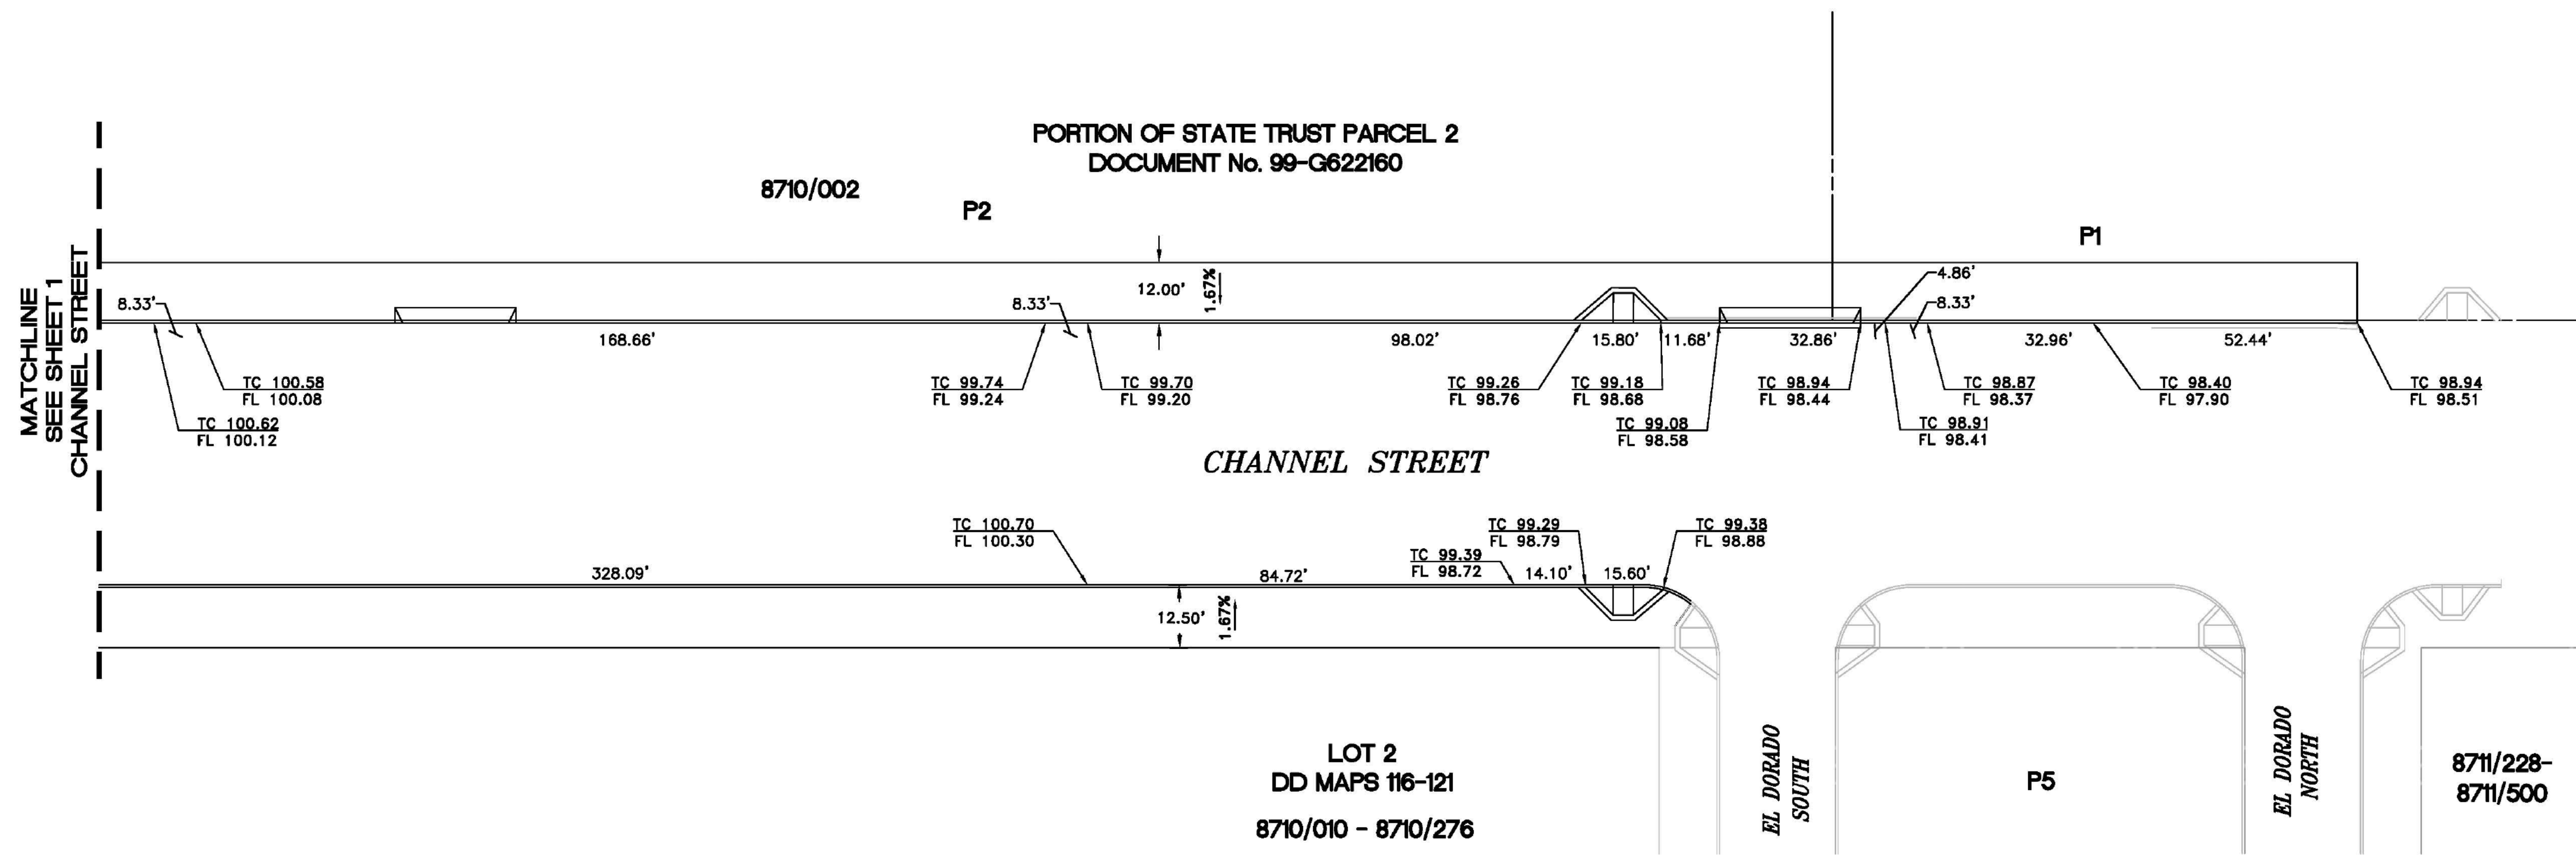 PORTION OF STATE TRUST PARCEL 2
DOCUMENT No. 99-G622160
8710/002
P2
P1
MATCHLINE
SEE SHEET 1
CHANNEL STREET
8.33'
8.33'
12.00'
1.67%
4.86'
8.33'
168.66'
98.02'
15.80'
11.68'
32.86'
32.96'
52.44'
TC 100.58
FL 100.08
TC 99.74
FL 99.24
TC 99.70
FL 99.20
TC 99.26
FL 98.76
TC 99.18
FL 98.68
TC 98.94
FL 98.44
TC 98.87
FL 98.37
TC 98.40
FL 97.90
TC 98.94
FL 98.51
TC 100.62
FL 100.12
TC 99.08
FL 98.58
TC 98.91
FL 98.41
CHANNEL STREET
TC 100.70
FL 100.30
TC 99.29
FL 98.79
TC 99.38
FL 98.88
TC 99.39
FL 98.72
328.09'
84.72'
14.10'
15.60'
12.50'
1.67%
LOT 2
DD MAPS 116-121
8710/010 - 8710/276
EL DORADO
SOUTH
P5
EL DORADO
NORTH
8711/228-
8711/500